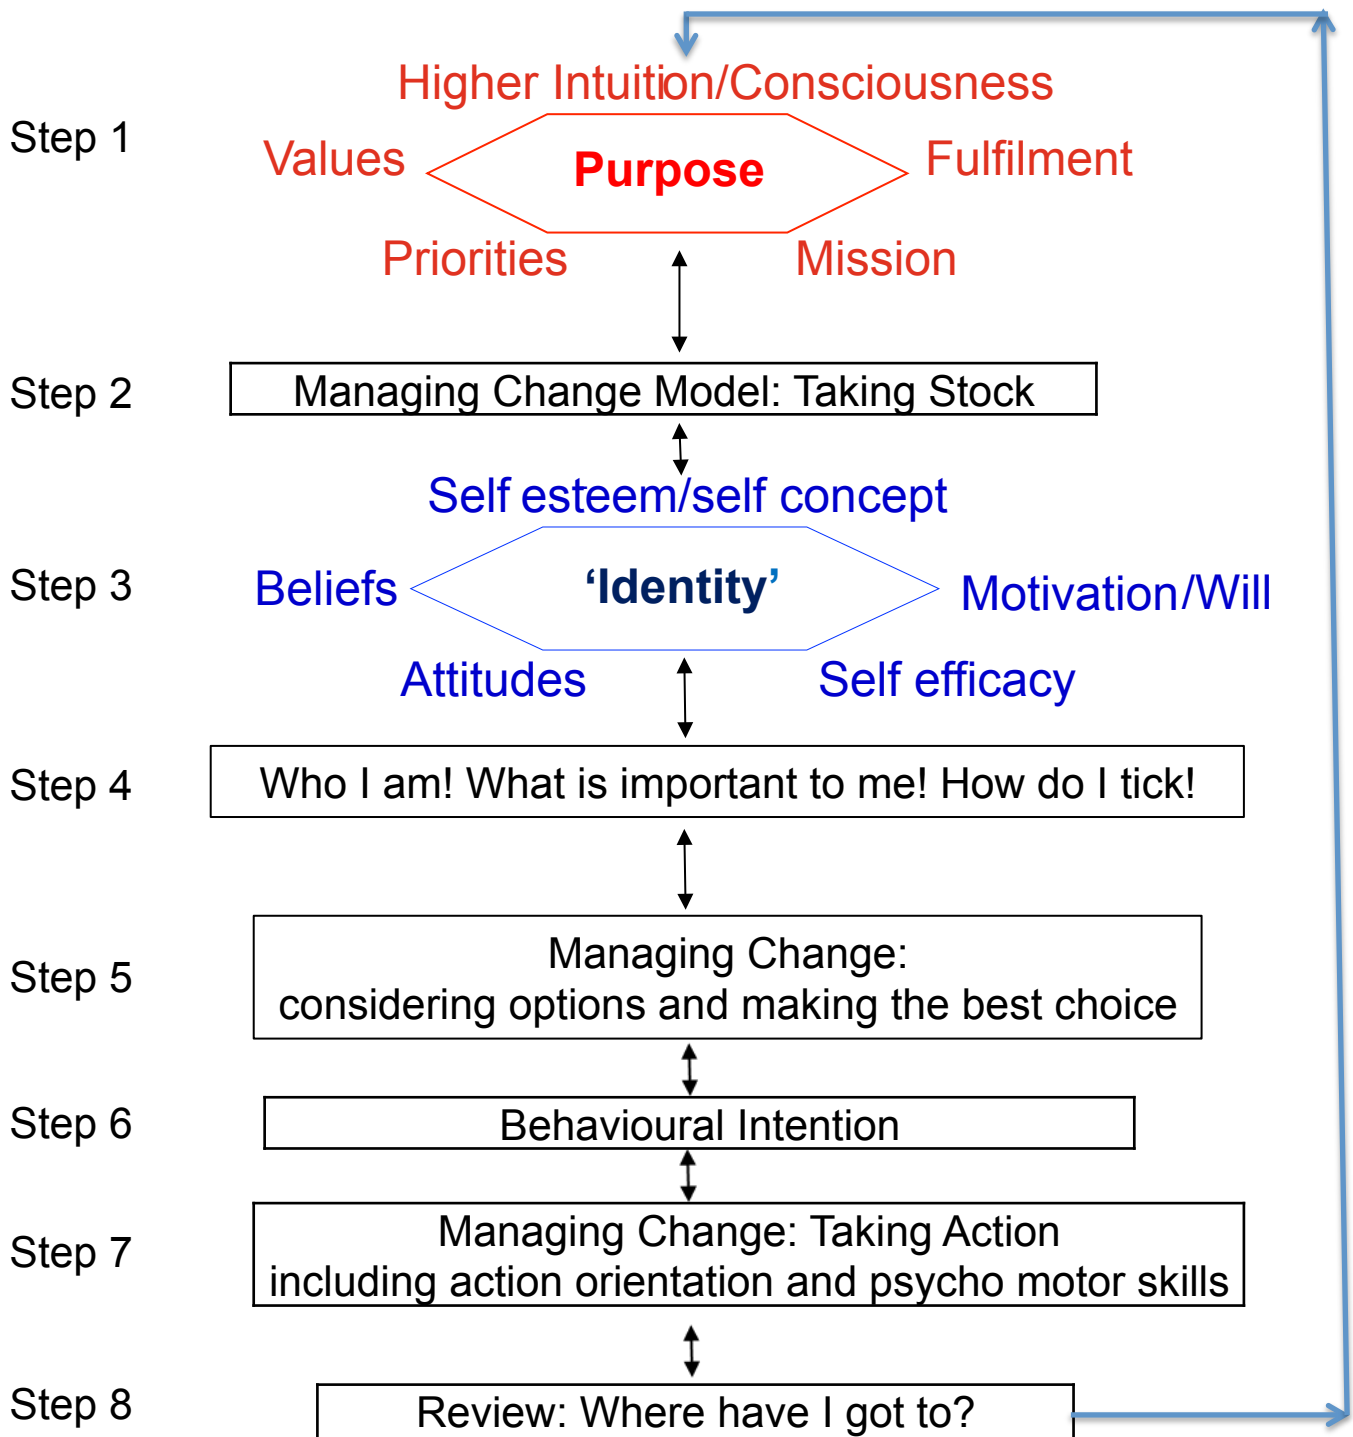 Higher Intuition/Consciousness
Step 1
Values
Purpose
Fulfilment
Priorities
Mission
Step 2
Managing Change Model: Taking Stock
Self esteem/self concept
Step 3
Beliefs
‘Identity’
Motivation/Will
Attitudes
Self efficacy
Step 4
Who I am! What is important to me! How do I tick!
Step 5
Managing Change:
considering options and making the best choice
Step 6
Behavioural Intention
Step 7
Managing Change: Taking Action
including action orientation and psycho motor skills
Step 8
Review: Where have I got to?